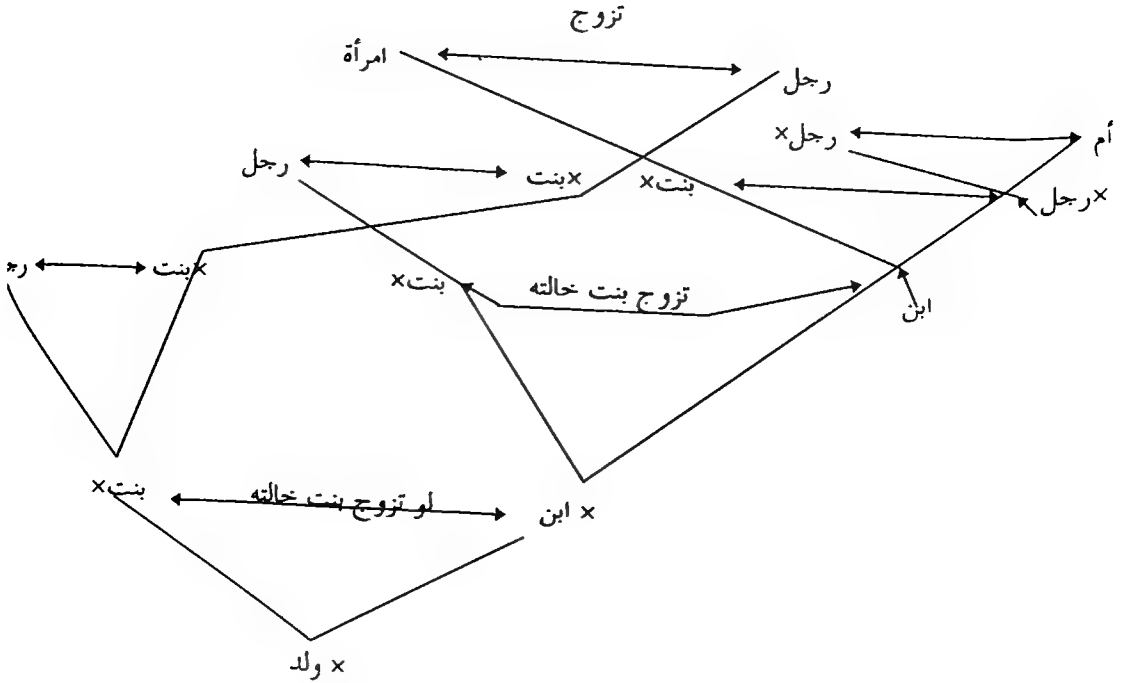 تزوج
امرأة
رجل
رجل×
أم
رجل
×بنت
بنت×
×رجل
×بنت
بنت×
تزوج بنت خالته
ابن
بنت×
لو تزوج بنت خالته
× ابن
× ولد